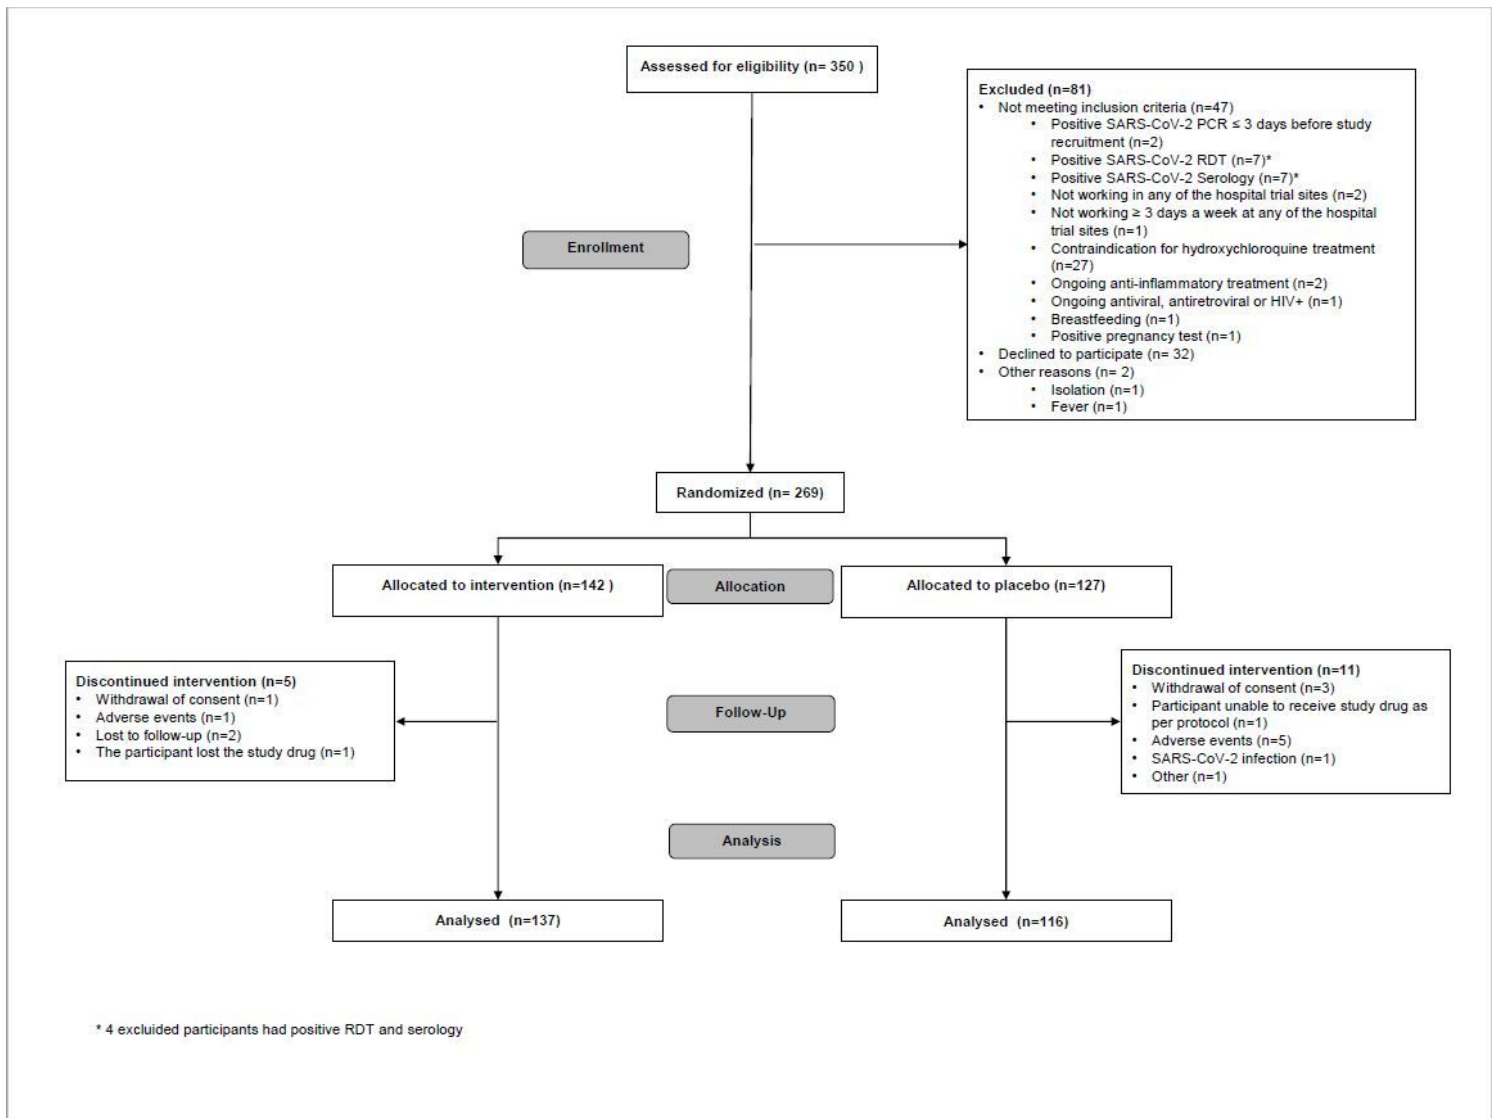 Assessed for eligibility (n= 350 )
Excluded (n=81)
• Not meeting inclusion criteria (n=47)
• Positive SARS-CoV-2 PCR ≤ 3 days before study
recruitment (n=2)
• Positive SARS-CoV-2 RDT (n=7)*
• Positive SARS-CoV-2 Serology (n=7)*
• Not working in any of the hospital trial sites (n=2)
• Not working ≥ 3 days a week at any of the hospital
trial sites (n=1)
• Contraindication for hydroxychloroquine treatment
(n=27)
• Ongoing anti-inflammatory treatment (n=2)
• Ongoing antiviral, antiretroviral or HIV+ (n=1)
• Breastfeeding (n=1)
• Positive pregnancy test (n=1)
• Declined to participate (n= 32)
• Other reasons (n= 2)
• Isolation (n=1)
• Fever (n=1)
Enrollment
Randomized (n= 269)
Allocated to intervention (n=142 )
Allocation
Allocated to placebo (n=127)
Discontinued intervention (n=5)
• Withdrawal of consent (n=1)
• Adverse events (n=1)
• Lost to follow-up (n=2)
• The participant lost the study drug (n=1)
Follow-Up
Discontinued intervention (n=11)
• Withdrawal of consent (n=3)
• Participant unable to receive study drug as
per protocol (n=1)
• Adverse events (n=5)
• SARS-CoV-2 infection (n=1)
• Other (n=1)
Analysis
Analysed (n=137)
Analysed (n=116)
* 4 excluided participants had positive RDT and serology